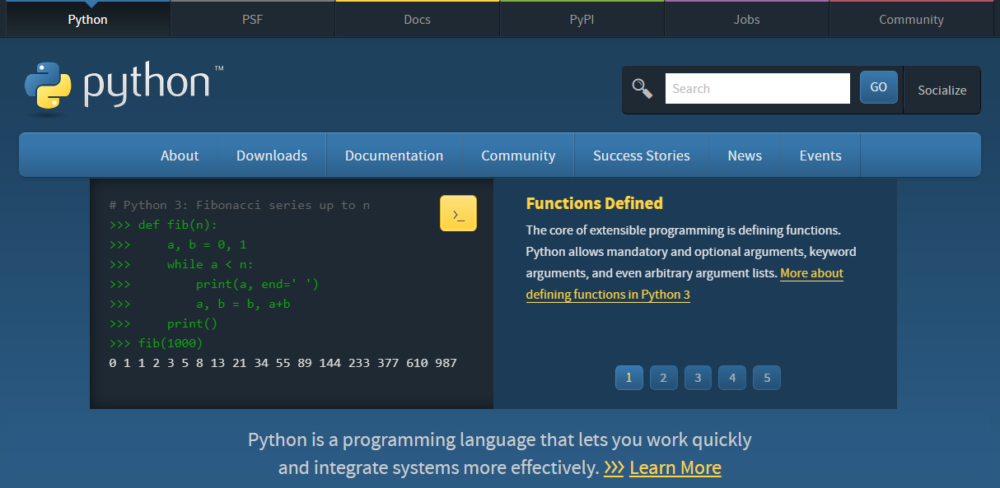 Python PSF Docs PyPI Jobs Community
python™
Search GO Socialize
About Downloads Documentation Community Success Stories News Events
# Python 3: Fibonacci series up to n
>>> def fib(n):
>>>     a, b = 0, 1
>>>     while a < n:
>>>         print(a, end=' ')
>>>         a, b = b, a+b
>>>     print()
>>> fib(1000)
0 1 1 2 3 5 8 13 21 34 55 89 144 233 377 610 987
>_
Functions Defined
The core of extensible programming is defining functions.
Python allows mandatory and optional arguments, keyword
arguments, and even arbitrary argument lists. More about
defining functions in Python 3
1 2 3 4 5
Python is a programming language that lets you work quickly
and integrate systems more effectively. >>> Learn More